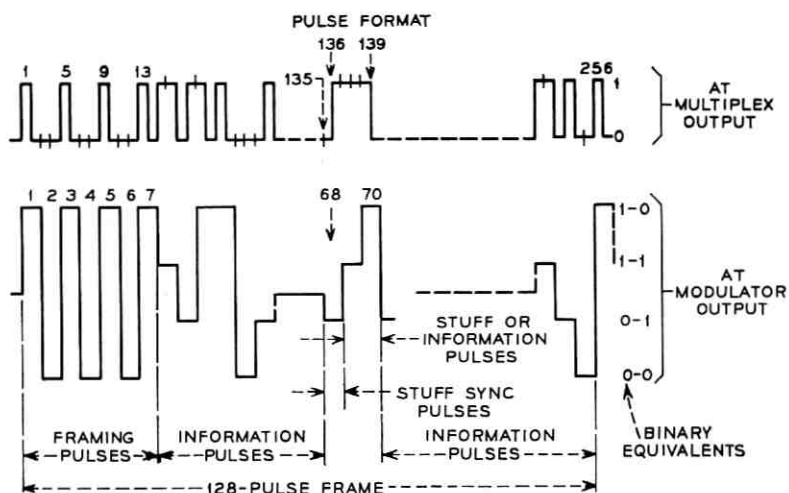 PULSE FORMAT
1 5 9 13 135 136 139 256
1
0
AT
MULTIPLEX
OUTPUT
1 2 3 4 5 6 7 68 70
1-0
1-1
0-1
0-0
AT
MODULATOR
OUTPUT
STUFF OR
INFORMATION
PULSES
STUFF SYNC
PULSES
FRAMING
PULSES
INFORMATION
PULSES
INFORMATION
PULSES
BINARY
EQUIVALENTS
128-PULSE FRAME